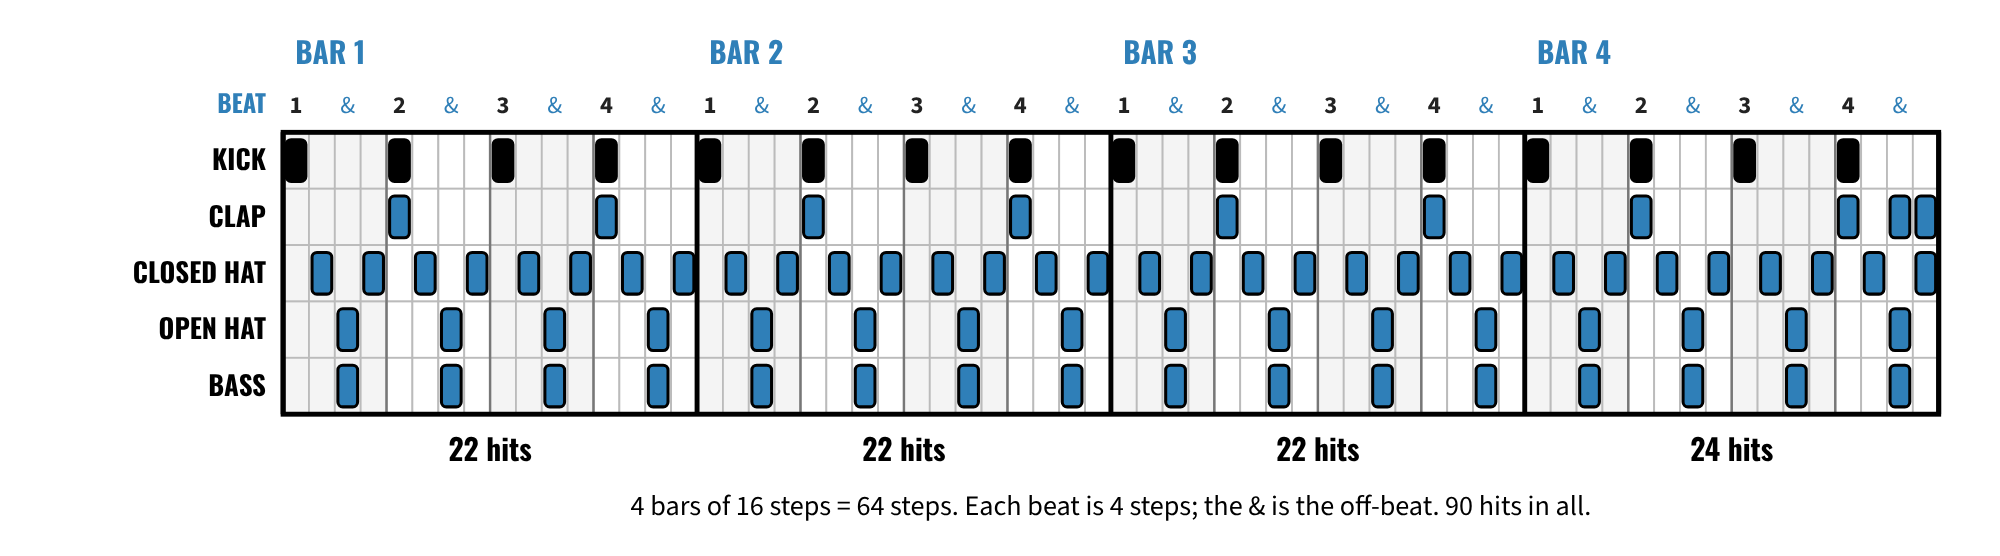 BAR 1 BAR 2 BAR 3 BAR 4
BEAT 1 & 2 & 3 & 4 & 1 & 2 & 3 & 4 & 1 & 2 & 3 & 4 & 1 & 2 & 3 & 4 &
KICK
CLAP
CLOSED HAT
OPEN HAT
BASS
22 hits 22 hits 22 hits 24 hits
4 bars of 16 steps = 64 steps. Each beat is 4 steps; the & is the off-beat. 90 hits in all.